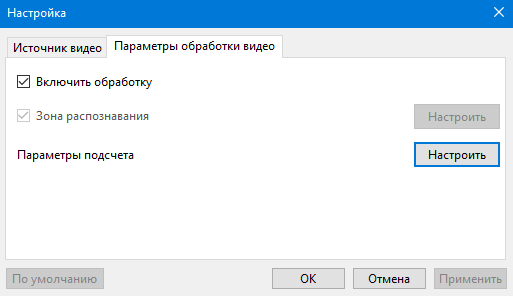 Настройка
Источник видео
Параметры обработки видео
Включить обработку
Зона распознавания
Настроить
Параметры подсчета
Настроить
По умолчанию
OK
Отмена
Применить